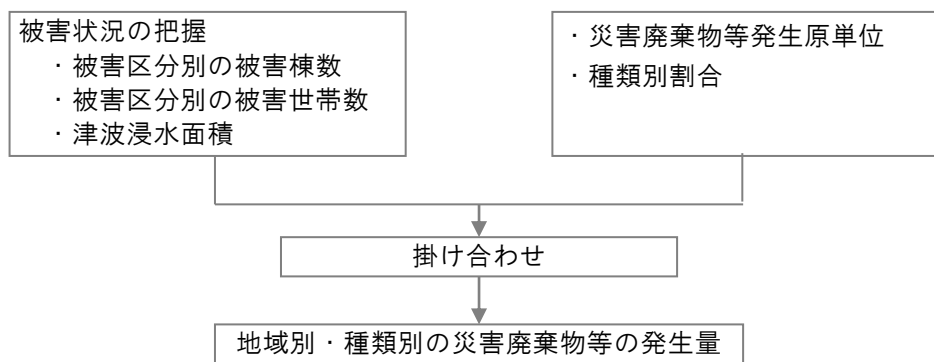 被害状況の把握
・被害区分別の被害棟数
・被害区分別の被害世帯数
・津波浸水面積
・災害廃棄物等発生原単位
・種類別割合
掛け合わせ
地域別・種類別の災害廃棄物等の発生量